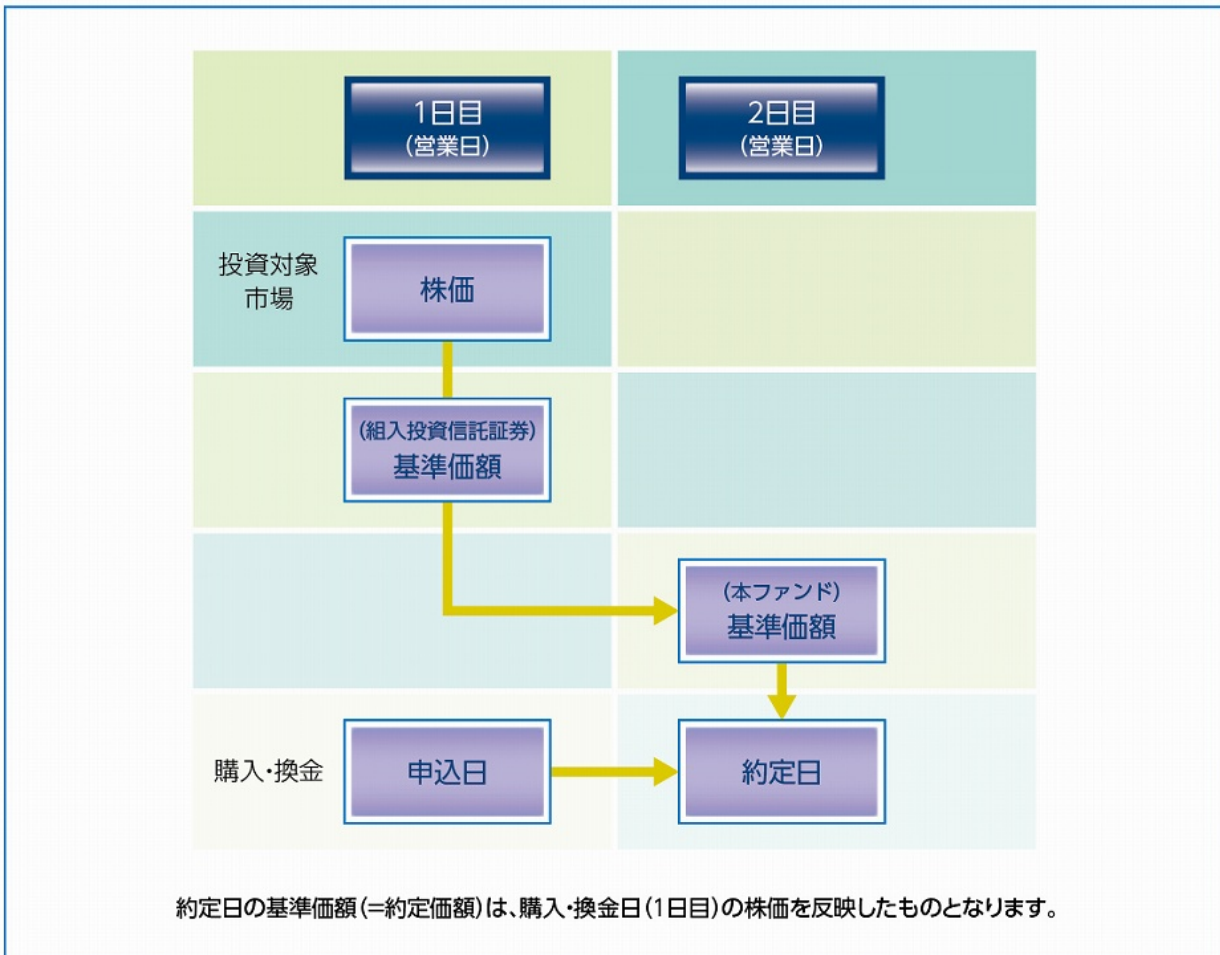 1日目
(営業日)
2日目
(営業日)
投資対象
市場
株価
(組入投資信託証券)
基準価額
(本ファンド)
基準価額
購入・換金
申込日
約定日
約定日の基準価額(=約定価額)は、購入・換金日(1日目)の株価を反映したものとなります。